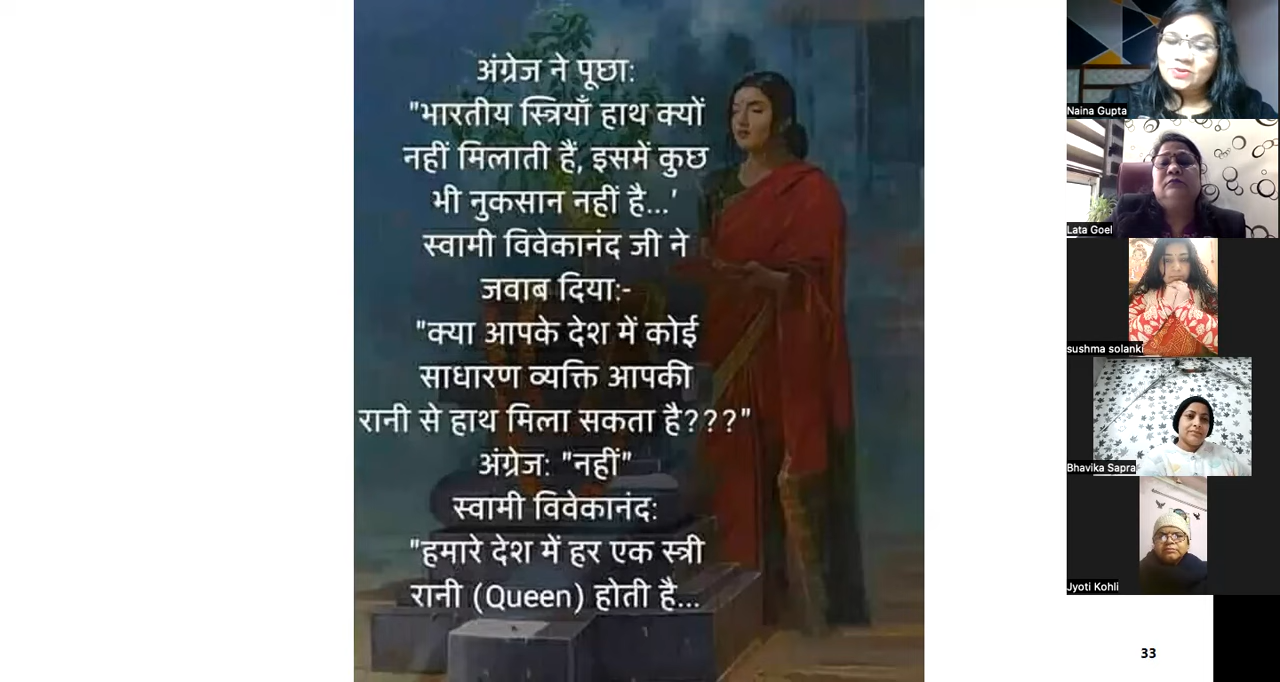 अंग्रेज ने पूछा:
"भारतीय स्त्रियाँ हाथ क्यों
नहीं मिलाती हैं, इसमें कुछ
भी नुकसान नहीं है...'
स्वामी विवेकानंद जी ने
जवाब दिया:-
"क्या आपके देश में कोई
साधारण व्यक्ति आपकी
रानी से हाथ मिला सकता है???"
अंग्रेज: "नहीं"
स्वामी विवेकानंद:
"हमारे देश में हर एक स्त्री
रानी (Queen) होती है...
Naina Gupta
Lata Goel
sushma solanki
Bhavika Sapra
Jyoti Kohli
33